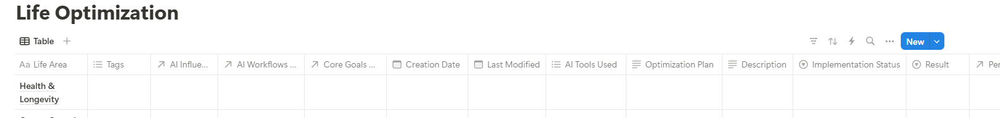 Life Optimization
Table
New
Aa Life Area
Tags
AI Influe...
AI Workflows ...
Core Goals ...
Creation Date
Last Modified
AI Tools Used
Optimization Plan
Description
Implementation Status
Result
Health &
Longevity